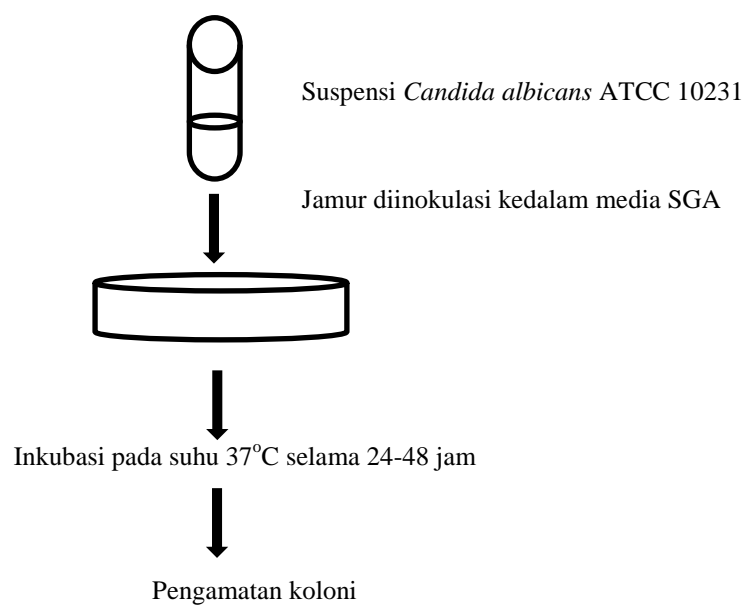 Suspensi Candida albicans ATCC 10231
Jamur diinokulasi kedalam media SGA
Inkubasi pada suhu 37°C selama 24-48 jam
Pengamatan koloni